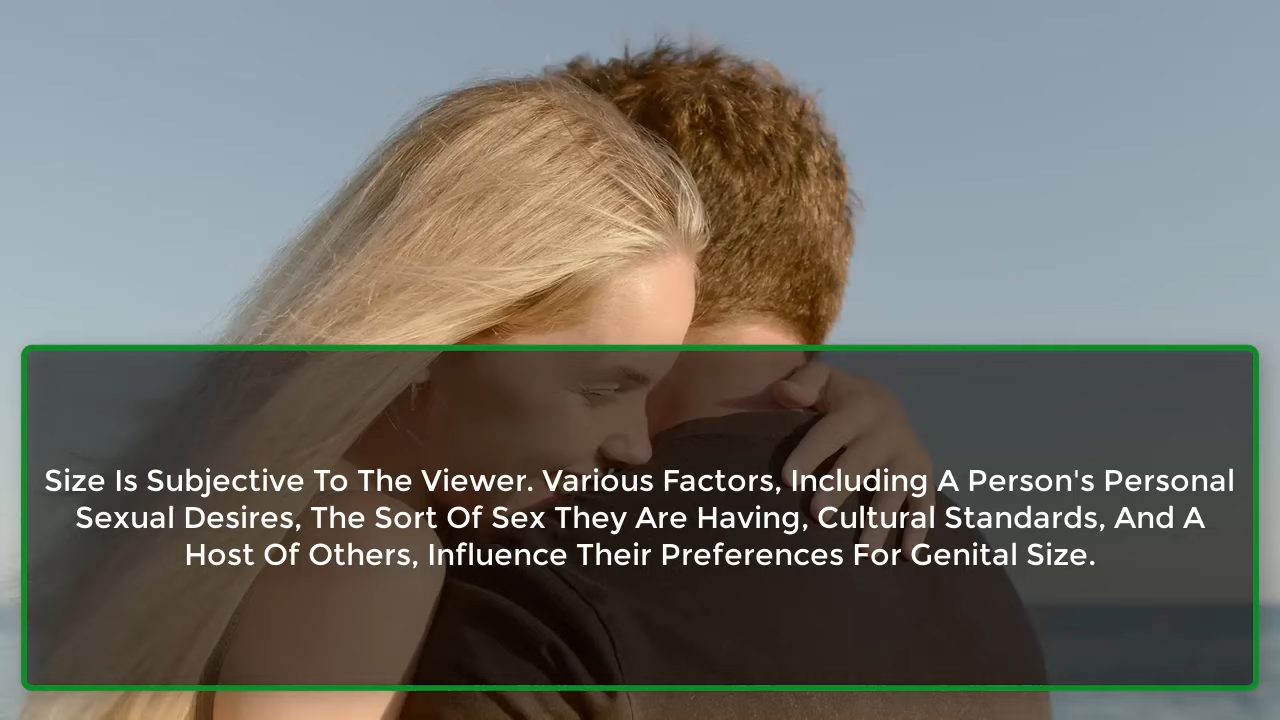 Size Is Subjective To The Viewer. Various Factors, Including A Person's Personal
Sexual Desires, The Sort Of Sex They Are Having, Cultural Standards, And A
Host Of Others, Influence Their Preferences For Genital Size.